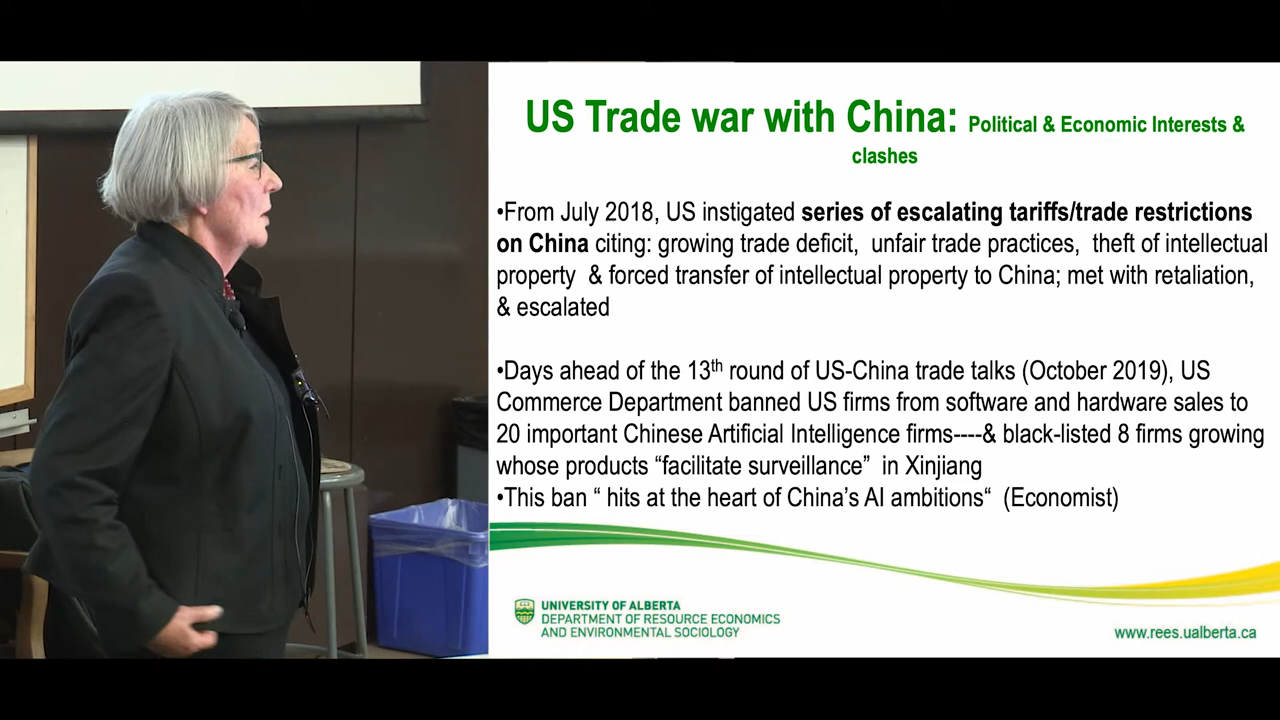 US Trade war with China: Political & Economic Interests &
clashes
•From July 2018, US instigated series of escalating tariffs/trade restrictions
on China citing: growing trade deficit, unfair trade practices, theft of intellectual
property & forced transfer of intellectual property to China; met with retaliation,
& escalated
•Days ahead of the 13th round of US-China trade talks (October 2019), US
Commerce Department banned US firms from software and hardware sales to
20 important Chinese Artificial Intelligence firms----& black-listed 8 firms growing
whose products “facilitate surveillance” in Xinjiang
•This ban “ hits at the heart of China’s AI ambitions“ (Economist)
UNIVERSITY OF ALBERTA
DEPARTMENT OF RESOURCE ECONOMICS
AND ENVIRONMENTAL SOCIOLOGY
www.rees.ualberta.ca